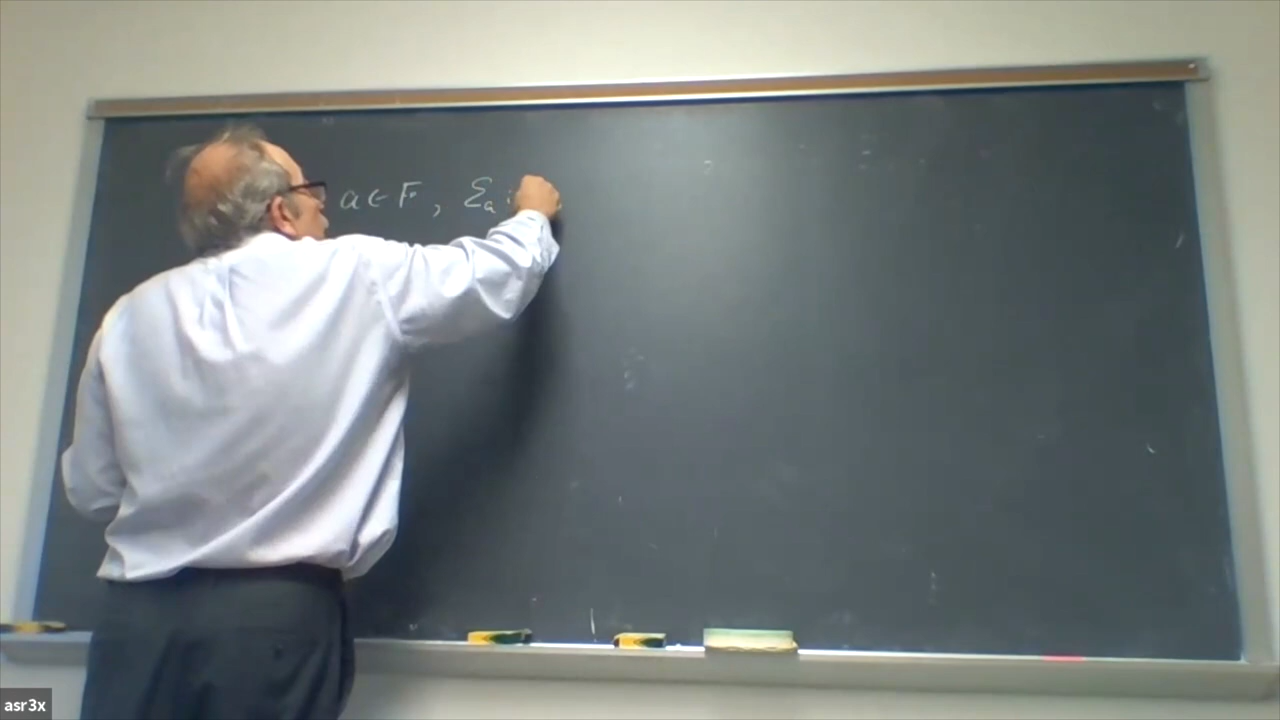 a ∈ F, Σₐ :
asr3x